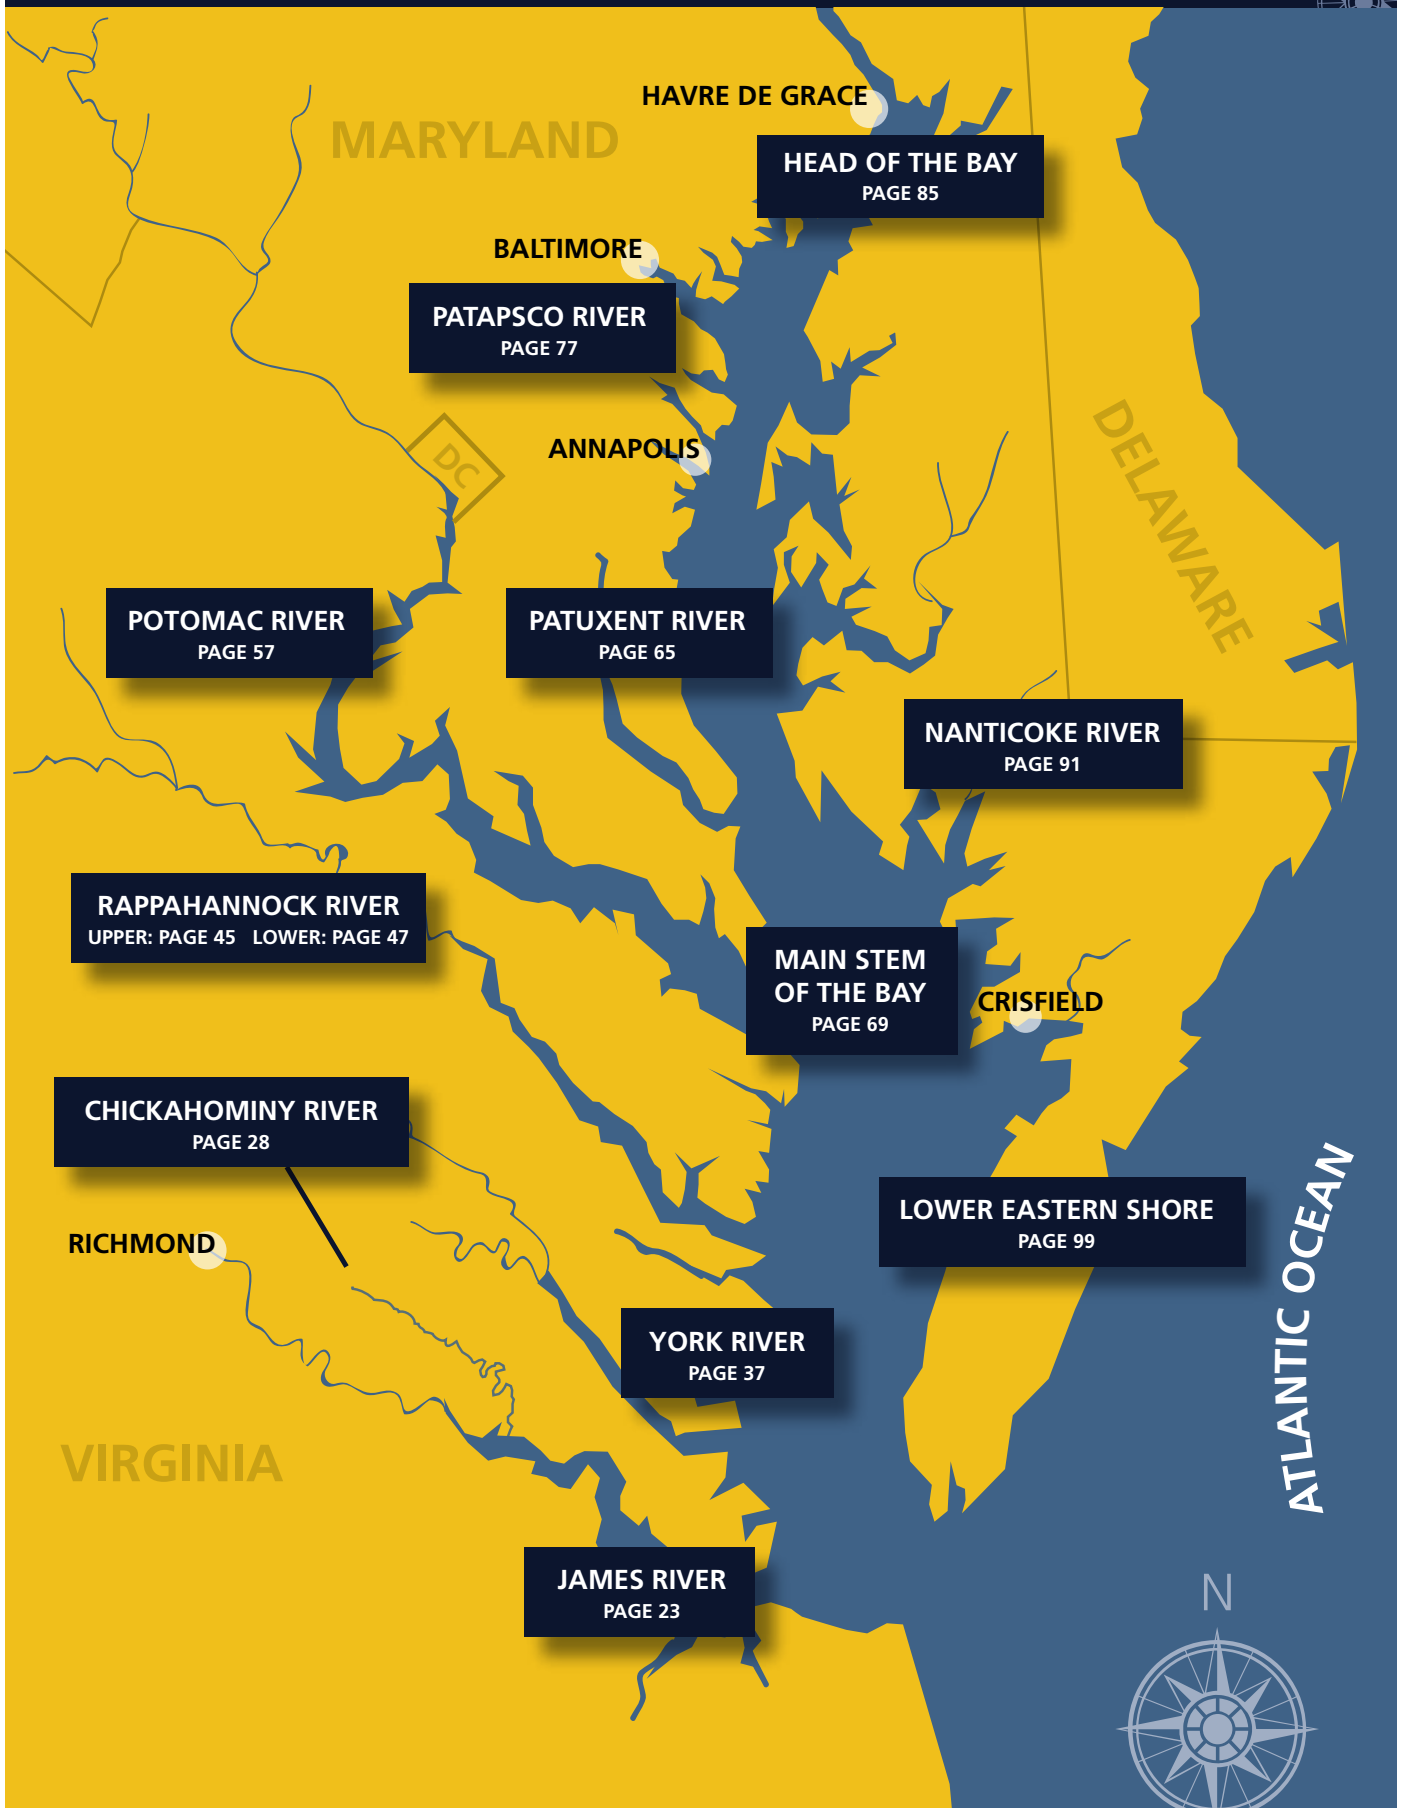 HAVRE DE GRACE
MARYLAND
HEAD OF THE BAY
PAGE 85
BALTIMORE
PATAPSCO RIVER
PAGE 77
ANNAPOLIS
DC
DELAWARE
POTOMAC RIVER
PAGE 57
PATUXENT RIVER
PAGE 65
NANTICOKE RIVER
PAGE 91
RAPPAHANNOCK RIVER
UPPER: PAGE 45 LOWER: PAGE 47
MAIN STEM
OF THE BAY
PAGE 69
CRISFIELD
CHICKAHOMINY RIVER
PAGE 28
LOWER EASTERN SHORE
PAGE 99
RICHMOND
ATLANTIC OCEAN
YORK RIVER
PAGE 37
VIRGINIA
JAMES RIVER
PAGE 23
N